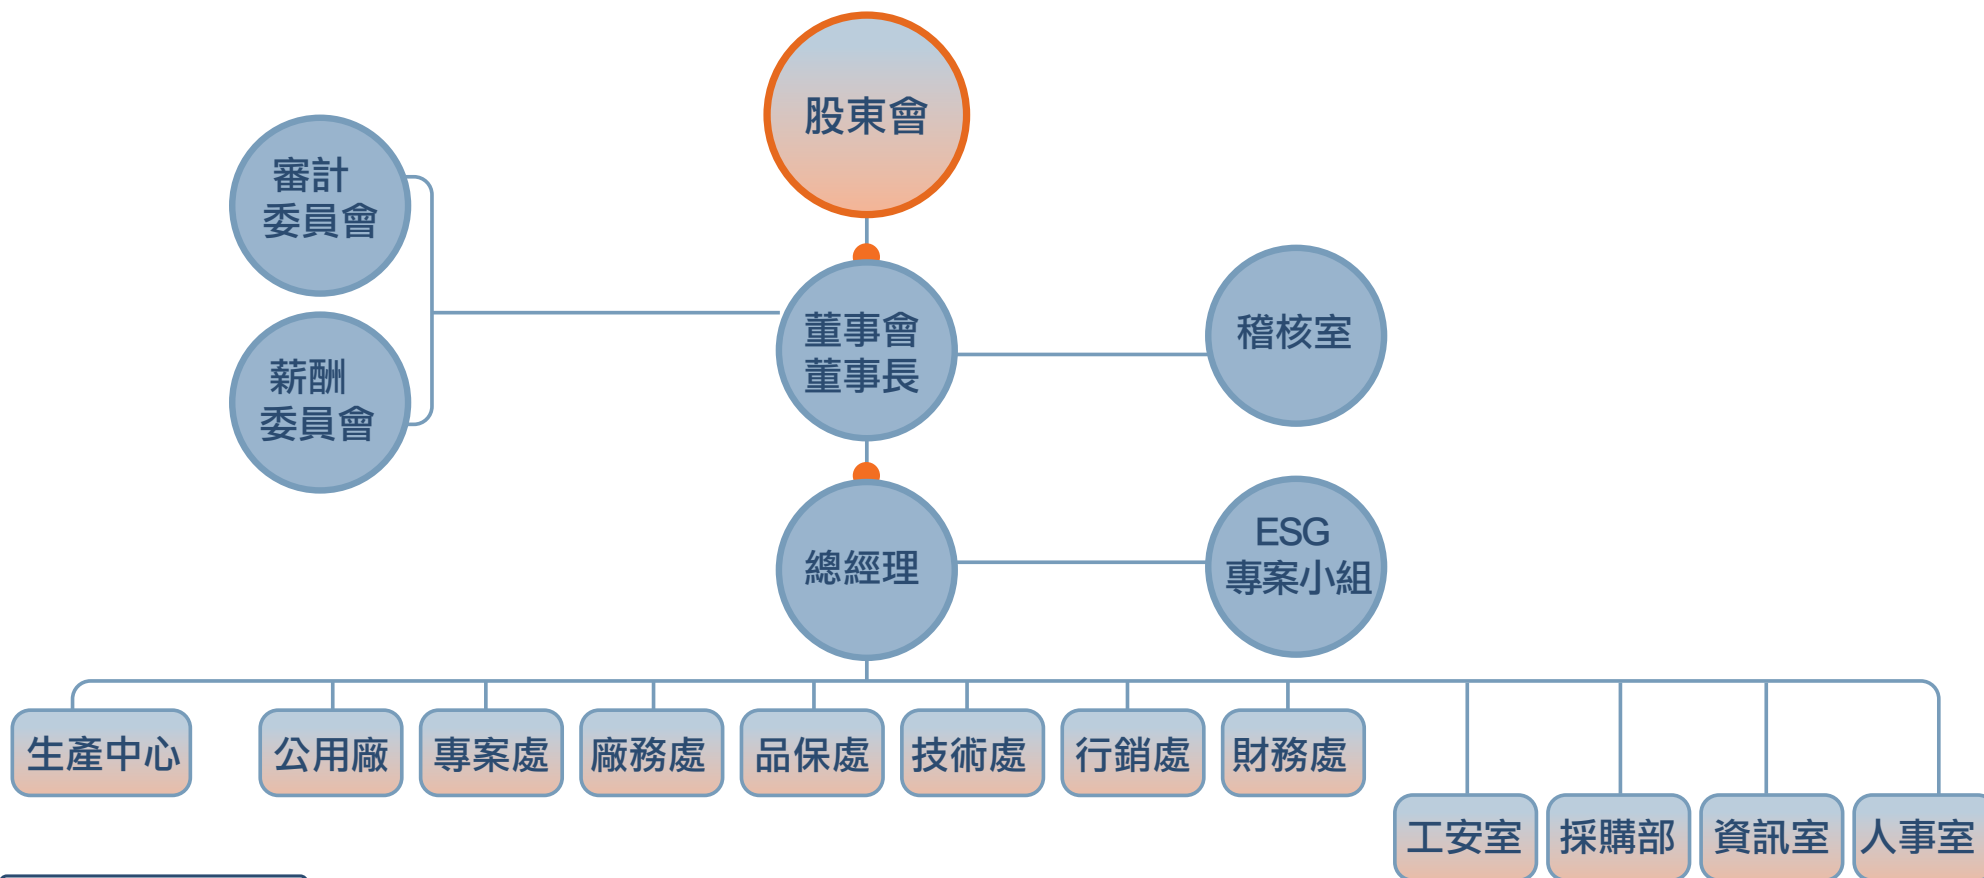 股東會
審計
委員會
薪酬
委員會
董事會
董事長
稽核室
總經理
ESG
專案小組
生產中心
公用廠
專案處
廠務處
品保處
技術處
行銷處
財務處
工安室
採購部
資訊室
人事室